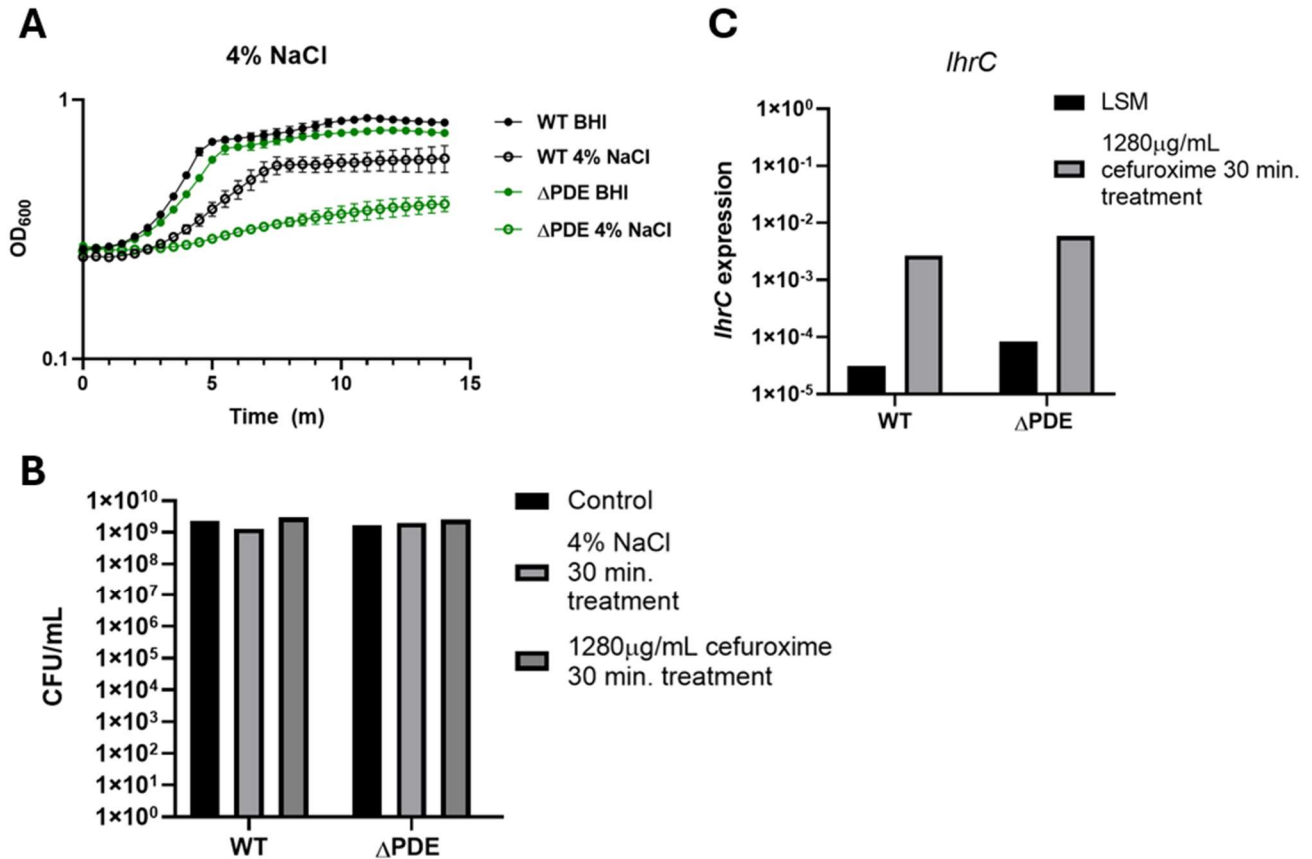 A
4% NaCl
1
0.1
OD600
0
5
10
15
Time (m)
WT BHI
WT 4% NaCl
ΔPDE BHI
ΔPDE 4% NaCl
C
lhrC
1×10⁰
1×10⁻¹
1×10⁻²
1×10⁻³
1×10⁻⁴
1×10⁻⁵
lhrC expression
WT
ΔPDE
LSM
1280µg/mL
cefuroxime 30 min.
treatment
B
1×10¹⁰
1×10⁹
1×10⁸
1×10⁷
1×10⁶
1×10⁵
1×10⁴
1×10³
1×10²
1×10¹
1×10⁰
CFU/mL
WT
ΔPDE
Control
4% NaCl
30 min.
treatment
1280µg/mL cefuroxime
30 min. treatment